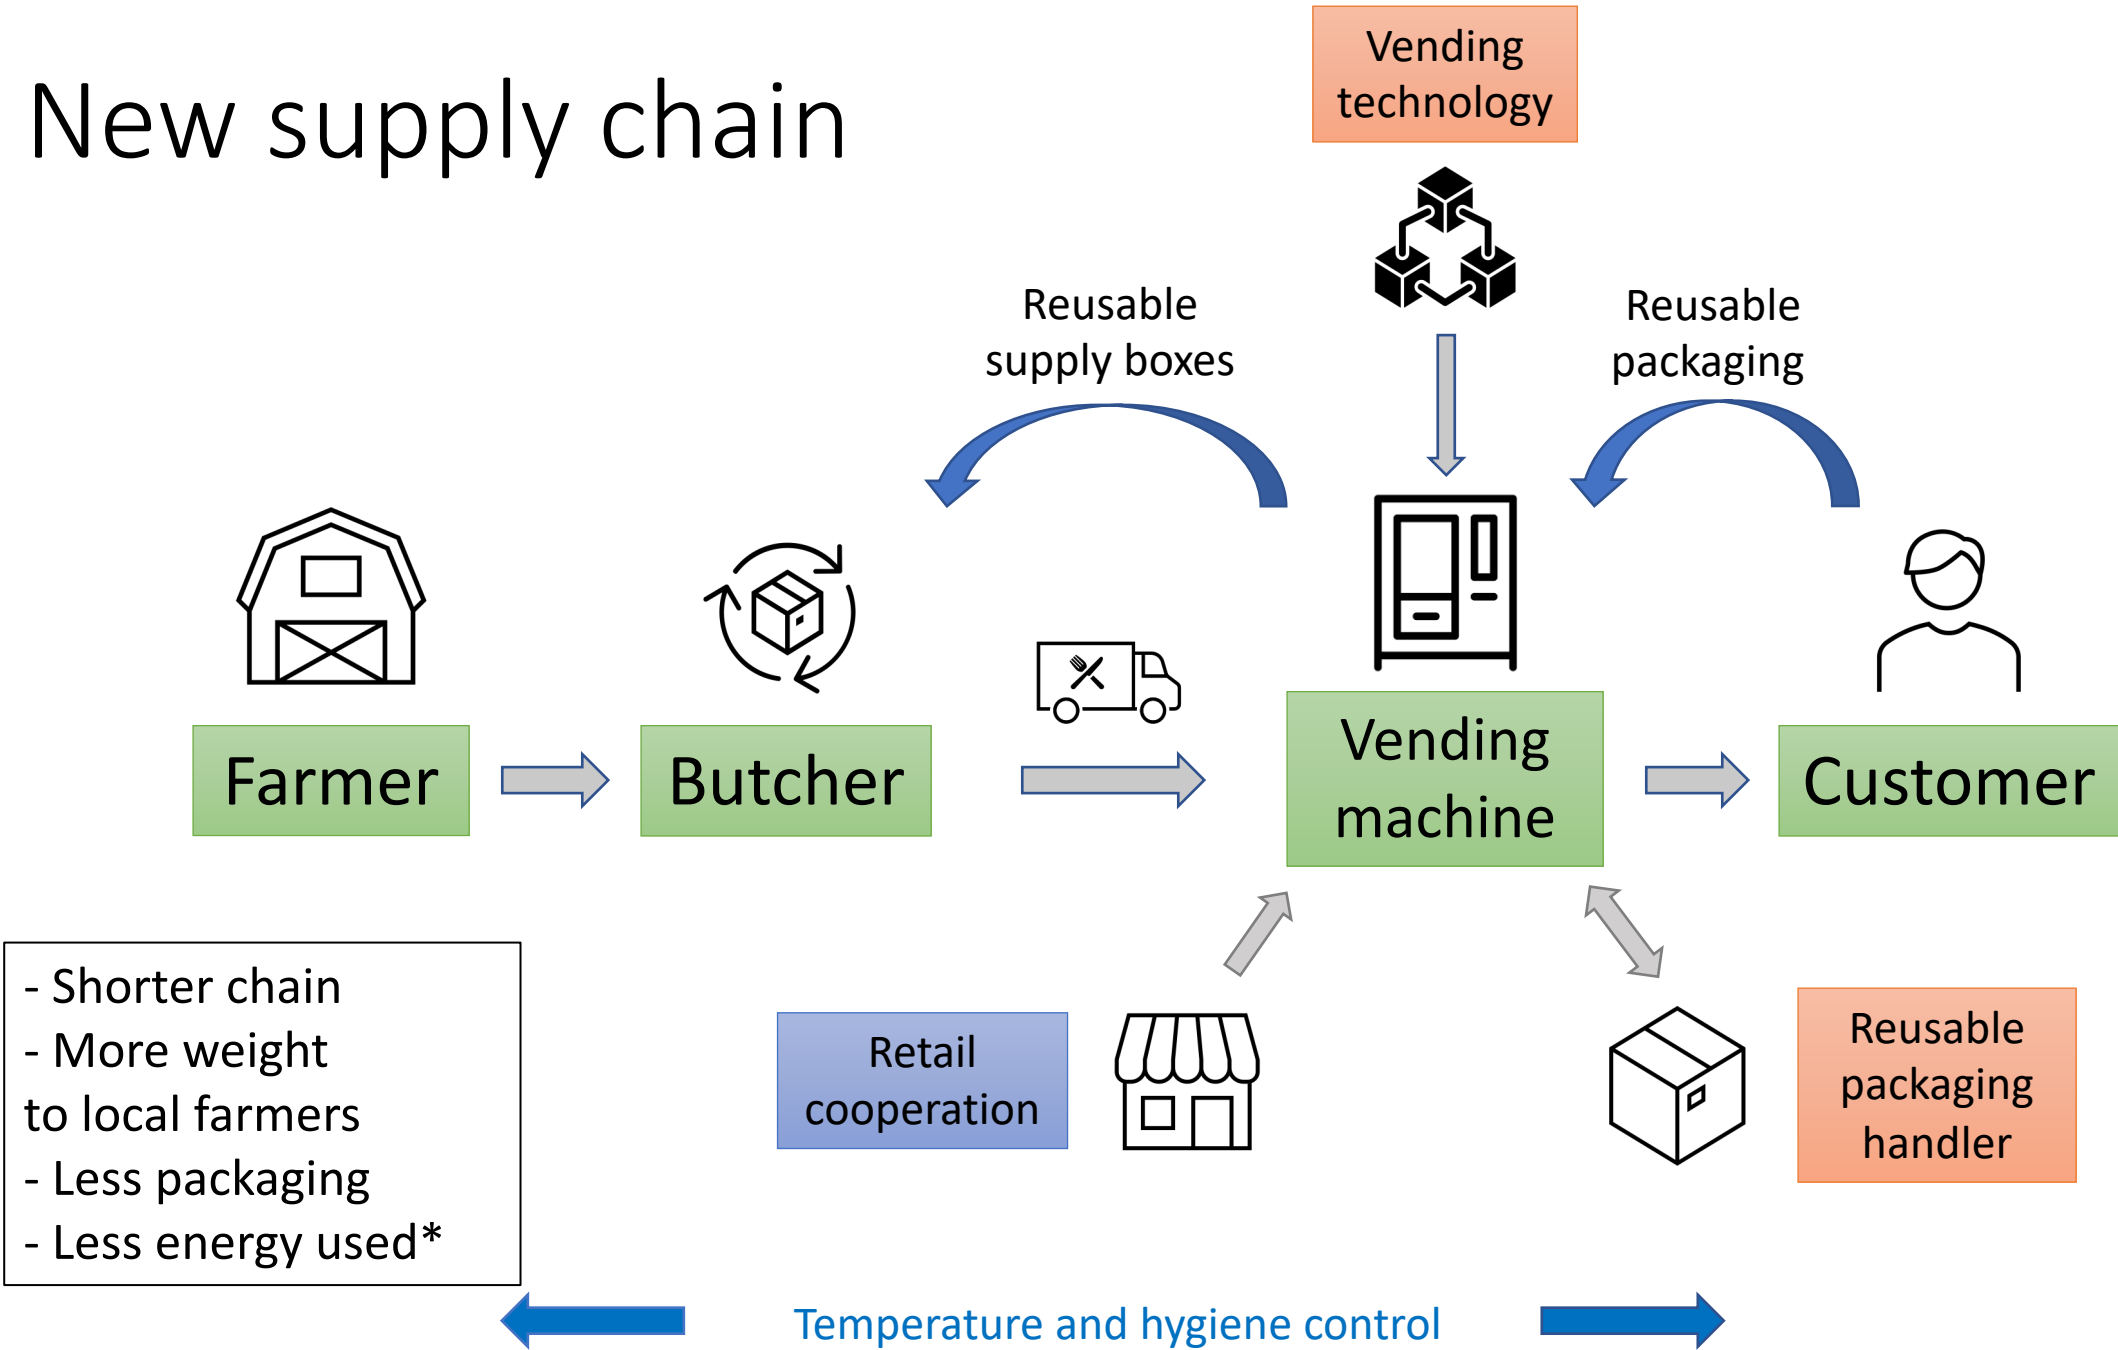 New supply chain
Vending
technology
Reusable
supply boxes
Reusable
packaging
Farmer
Butcher
Vending
machine
Customer
- Shorter chain
- More weight
to local farmers
- Less packaging
- Less energy used*
Retail
cooperation
Reusable
packaging
handler
Temperature and hygiene control